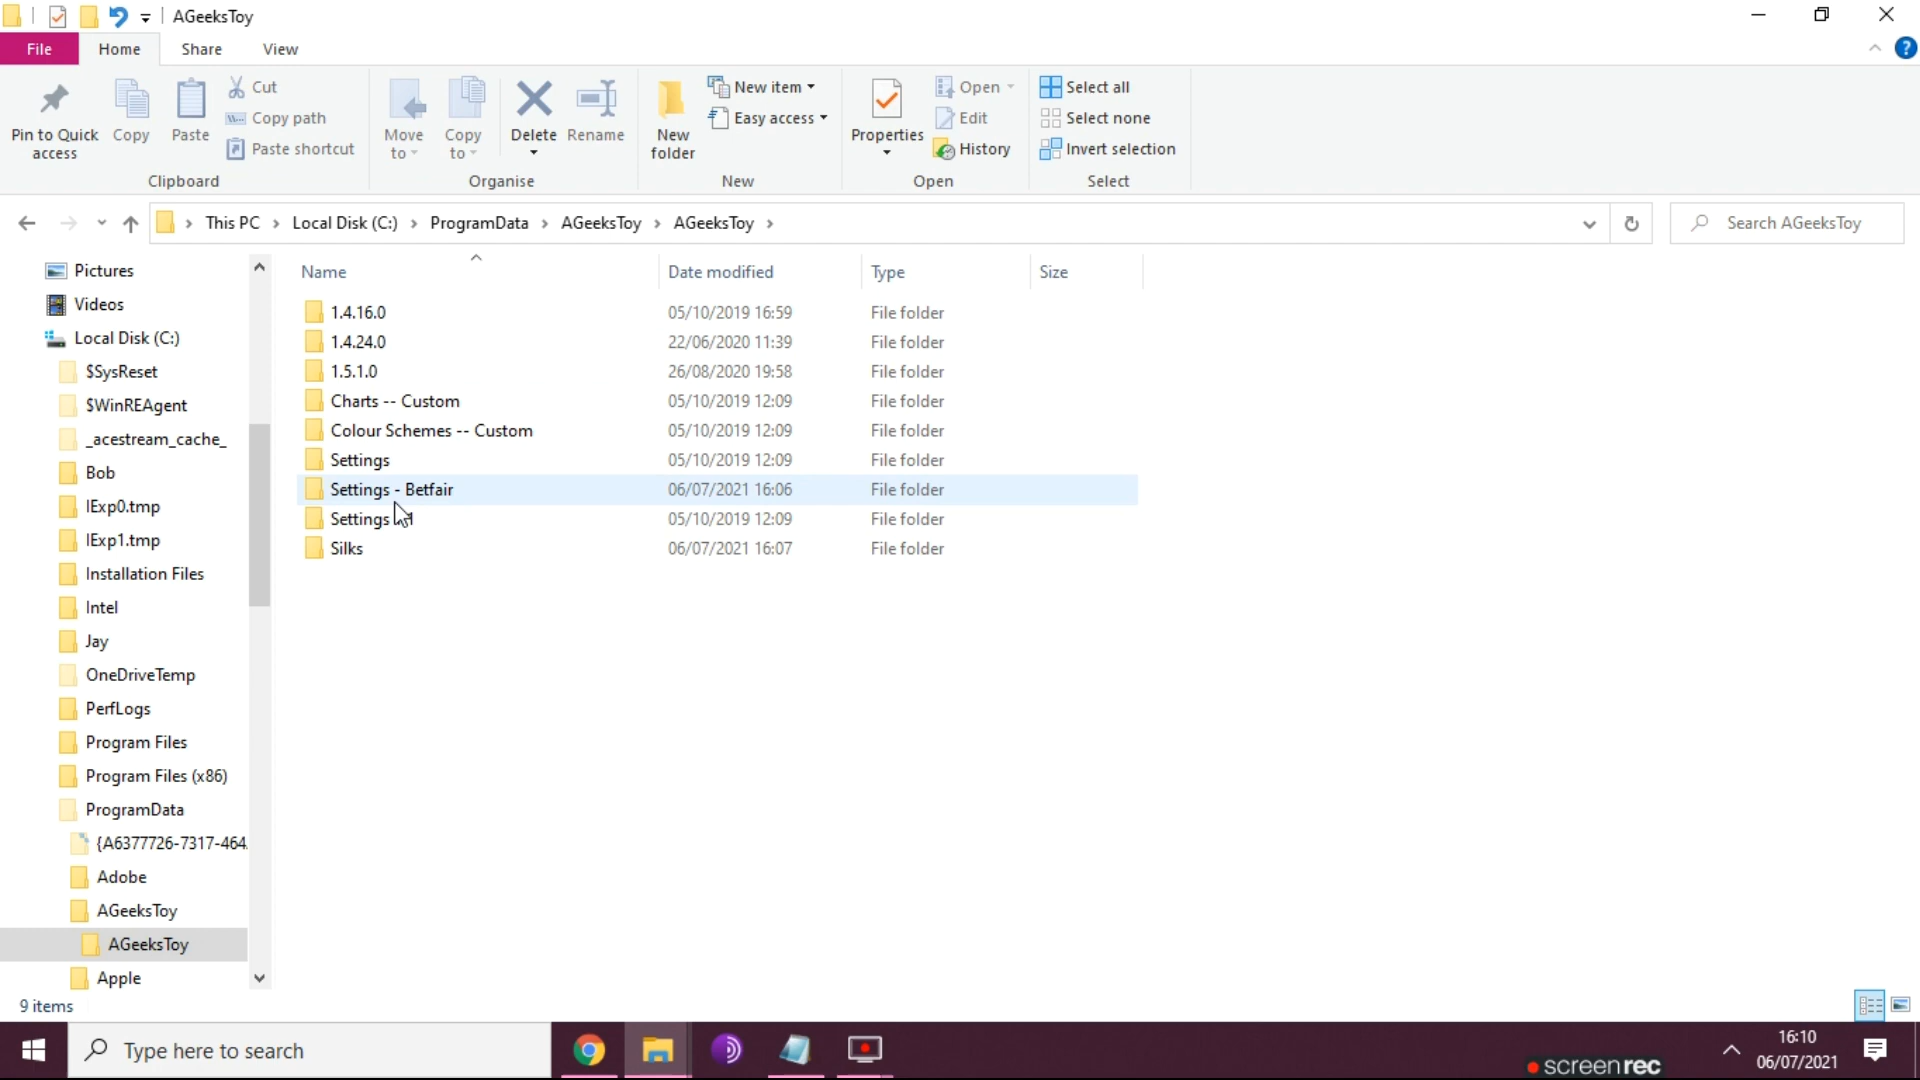 AGeeksToy
File Home Share View
Pin to Quick access
Copy
Paste
Cut
Copy path
Paste shortcut
Clipboard
Move to
Copy to
Delete
Rename
Organise
New folder
New item
Easy access
New
Properties
Open
Edit
History
Open
Select all
Select none
Invert selection
Select
This PC Local Disk (C:) ProgramData AGeeksToy AGeeksToy
Search AGeeksToy
Name Date modified Type Size
1.4.16.0 05/10/2019 16:59 File folder
1.4.24.0 22/06/2020 11:39 File folder
1.5.1.0 26/08/2020 19:58 File folder
Charts -- Custom 05/10/2019 12:09 File folder
Colour Schemes -- Custom 05/10/2019 12:09 File folder
Settings 05/10/2019 12:09 File folder
Settings - Betfair 06/07/2021 16:06 File folder
Settings 05/10/2019 12:09 File folder
Silks 06/07/2021 16:07 File folder
Pictures
Videos
Local Disk (C:)
$SysReset
$WinREAgent
_acestream_cache_
Bob
IExp0.tmp
IExp1.tmp
Installation Files
Intel
Jay
OneDriveTemp
PerfLogs
Program Files
Program Files (x86)
ProgramData
{A6377726-7317-464
Adobe
AGeeksToy
AGeeksToy
Apple
9 items
Type here to search
screenrec
16:10
06/07/2021